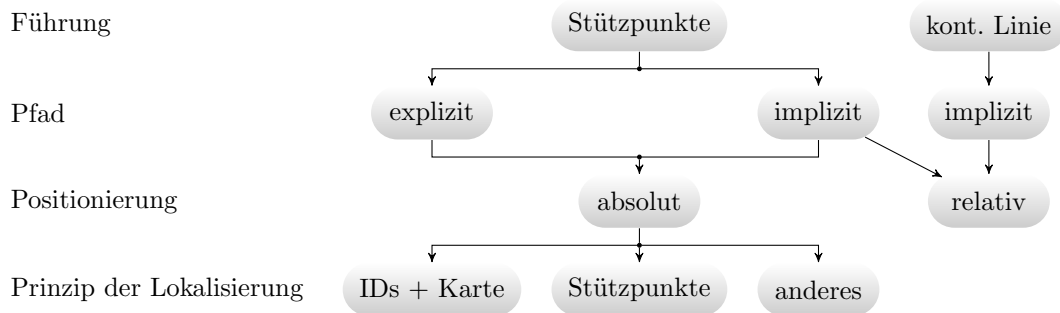 Führung Stützpunkte kont. Linie
Pfad explizit implizit implizit
Positionierung absolut relativ
Prinzip der Lokalisierung IDs + Karte Stützpunkte anderes